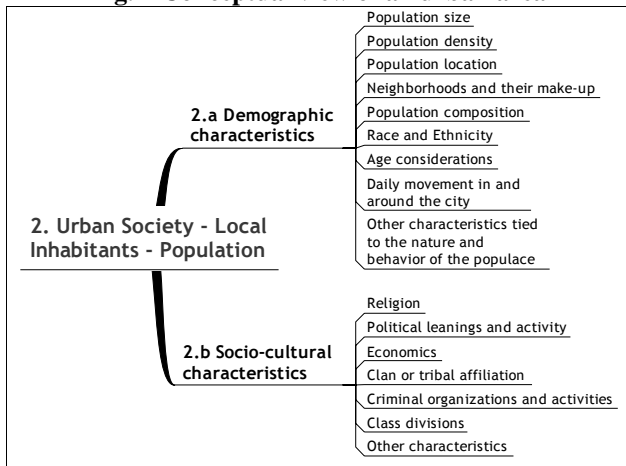 Population size
Population density
Population location
Neighborhoods and their make-up
2.a Demographic
characteristics
Population composition
Race and Ethnicity
Age considerations
Daily movement in and
around the city
Other characteristics tied
to the nature and
behavior of the populace
2. Urban Society - Local
Inhabitants - Population
Religion
Political leanings and activity
2.b Socio-cultural
characteristics
Economics
Clan or tribal affiliation
Criminal organizations and activities
Class divisions
Other characteristics